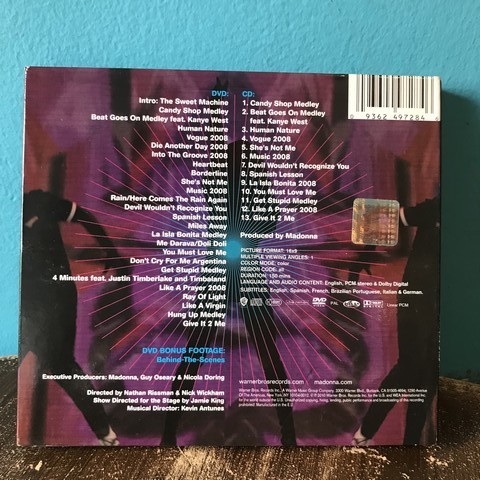 DVD:
Intro: The Sweet Machine
Candy Shop Medley
Beat Goes On Medley feat. Kanye West
Human Nature
Vogue 2008
Die Another Day 2008
Into The Groove 2008
Heartbeat
Borderline
She's Not Me
Music 2008
Rain/Here Comes The Rain Again
Devil Wouldn't Recognize You
Spanish Lesson
Miles Away
La Isla Bonita Medley
Me Darava/Doli Doli
You Must Love Me
Don't Cry For Me Argentina
Get Stupid Medley
4 Minutes feat. Justin Timberlake and Timbaland
Like A Prayer 2008
Ray Of Light
Like A Virgin
Hung Up Medley
Give It 2 Me
DVD BONUS FOOTAGE:
Behind-The-Scenes
Executive Producers: Madonna, Guy Oseary & Nicola Doring
Directed by Nathan Rissman & Nick Wickham
Show Directed for the Stage by Jamie King
Musical Director: Kevin Antunes
CD:
1. Candy Shop Medley
2. Beat Goes On Medley
feat. Kanye West
3. Human Nature
4. Vogue 2008
5. She's Not Me
6. Music 2008
7. Devil Wouldn't Recognize You
8. Spanish Lesson
9. La Isla Bonita 2008
10. You Must Love Me
11. Get Stupid Medley
12. Like A Prayer 2008
13. Give It 2 Me
Produced by Madonna
PICTURE FORMAT: 16x9
MULTIPLE VIEWING ANGLES: 1
COLOR MODE: color
REGION CODE: all
DURATION: 130 mins
LANGUAGE AND AUDIO CONTENT: English, PCM stereo & Dolby Digital
SUBTITLES: English, Spanish, French, Brazilian Portuguese, Italian & German.
DVD PAL
Linear PCM
warnerbrosrecords.com madonna.com
0 9362 497284